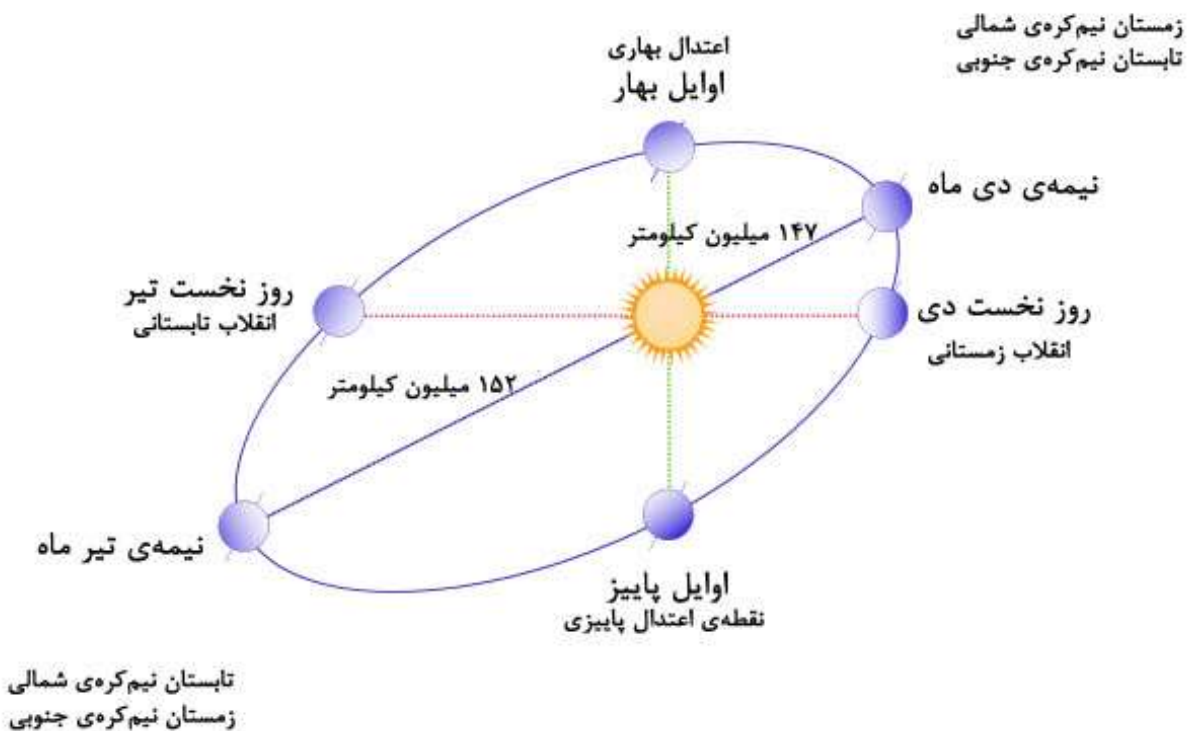 زمستان نیم‌کره‌ی شمالی
تابستان نیم‌کره‌ی جنوبی
اعتدال بهاری
اوایل بهار
نیمه‌ی دی ماه
۱۴۷ میلیون کیلومتر
روز نخست تیر
انقلاب تابستانی
روز نخست دی
انقلاب زمستانی
۱۵۲ میلیون کیلومتر
نیمه‌ی تیر ماه
اوایل پاییز
نقطه‌ی اعتدال پاییزی
تابستان نیم‌کره‌ی شمالی
زمستان نیم‌کره‌ی جنوبی